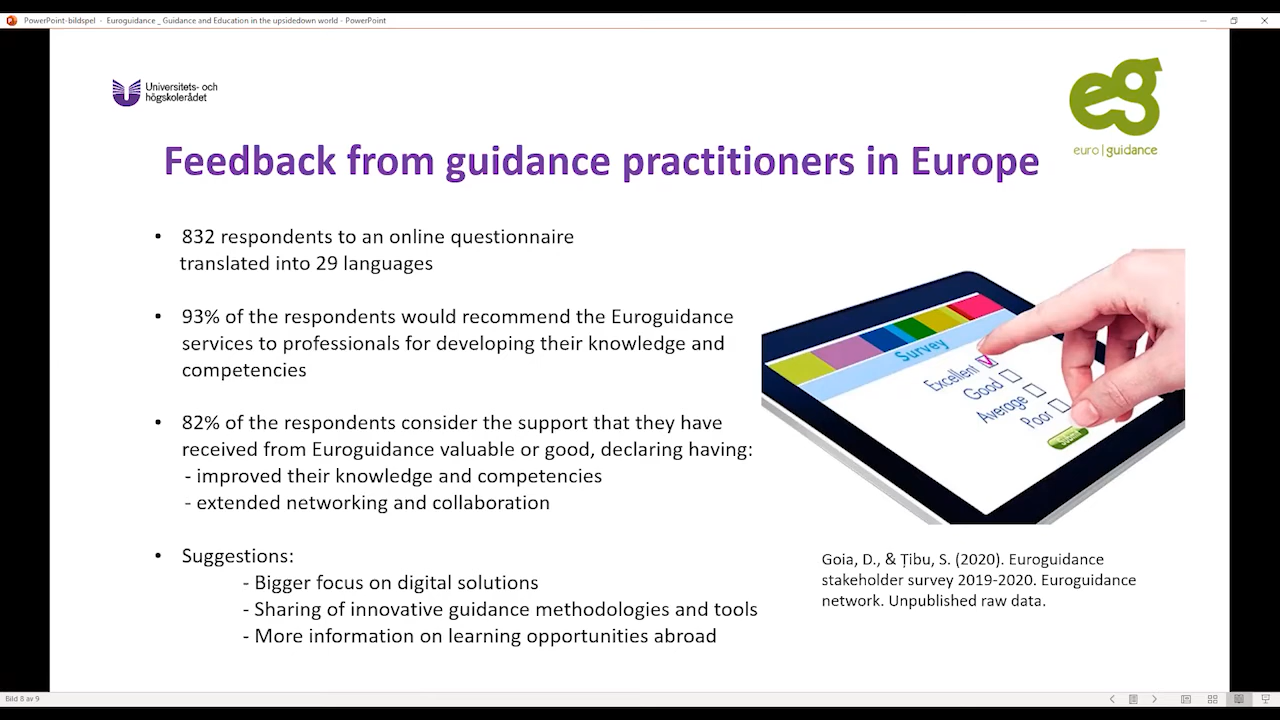 PowerPoint-bildspel - Euroguidance _ Guidance and Education in the upsidedown world - PowerPoint
Universitets- och
högskolerådet
eg
euro|guidance
Feedback from guidance practitioners in Europe
• 832 respondents to an online questionnaire
translated into 29 languages
• 93% of the respondents would recommend the Euroguidance
services to professionals for developing their knowledge and
competencies
• 82% of the respondents consider the support that they have
received from Euroguidance valuable or good, declaring having:
- improved their knowledge and competencies
- extended networking and collaboration
• Suggestions:
- Bigger focus on digital solutions
- Sharing of innovative guidance methodologies and tools
- More information on learning opportunities abroad
Survey
Excellent
Good
Average
Poor
Submit
Goia, D., & Țibu, S. (2020). Euroguidance
stakeholder survey 2019-2020. Euroguidance
network. Unpublished raw data.
Bild 8 av 9